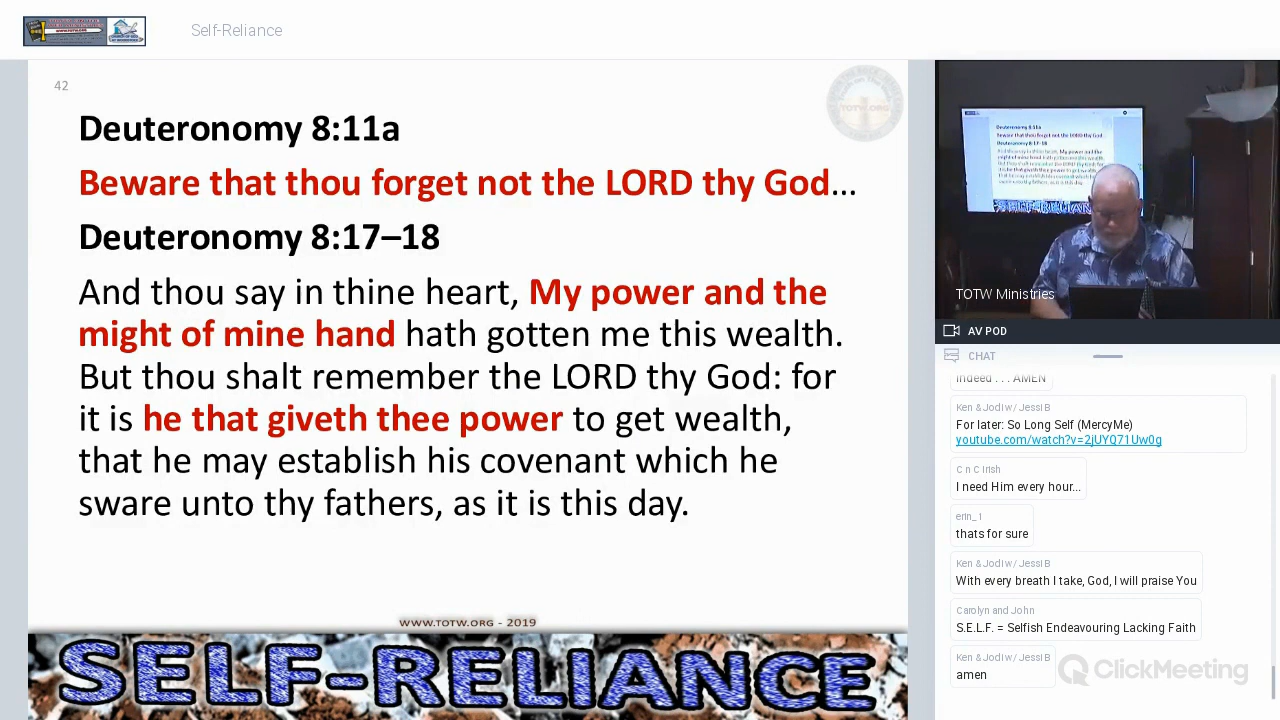 Self-Reliance
42
TOTW.ORG
Deuteronomy 8:11a
Beware that thou forget not the LORD thy God...
Deuteronomy 8:17–18
And thou say in thine heart, My power and the
might of mine hand hath gotten me this wealth.
But thou shalt remember the LORD thy God: for
it is he that giveth thee power to get wealth,
that he may establish his covenant which he
sware unto thy fathers, as it is this day.
WWW.TOTW.ORG - 2019
SELF-RELIANCE
TOTW Ministries
AV POD
CHAT
Indeed . . . AMEN
Ken & Jodi w/ Jessi B
For later: So Long Self (MercyMe)
youtube.com/watch?v=2jUYQ71Uw0g
C n C Irish
I need Him every hour...
erin_1
thats for sure
Ken & Jodi w/ Jessi B
With every breath I take, God, I will praise You
Carolyn and John
S.E.L.F. = Selfish Endeavouring Lacking Faith
Ken & Jodi w/ Jessi B
amen
ClickMeeting